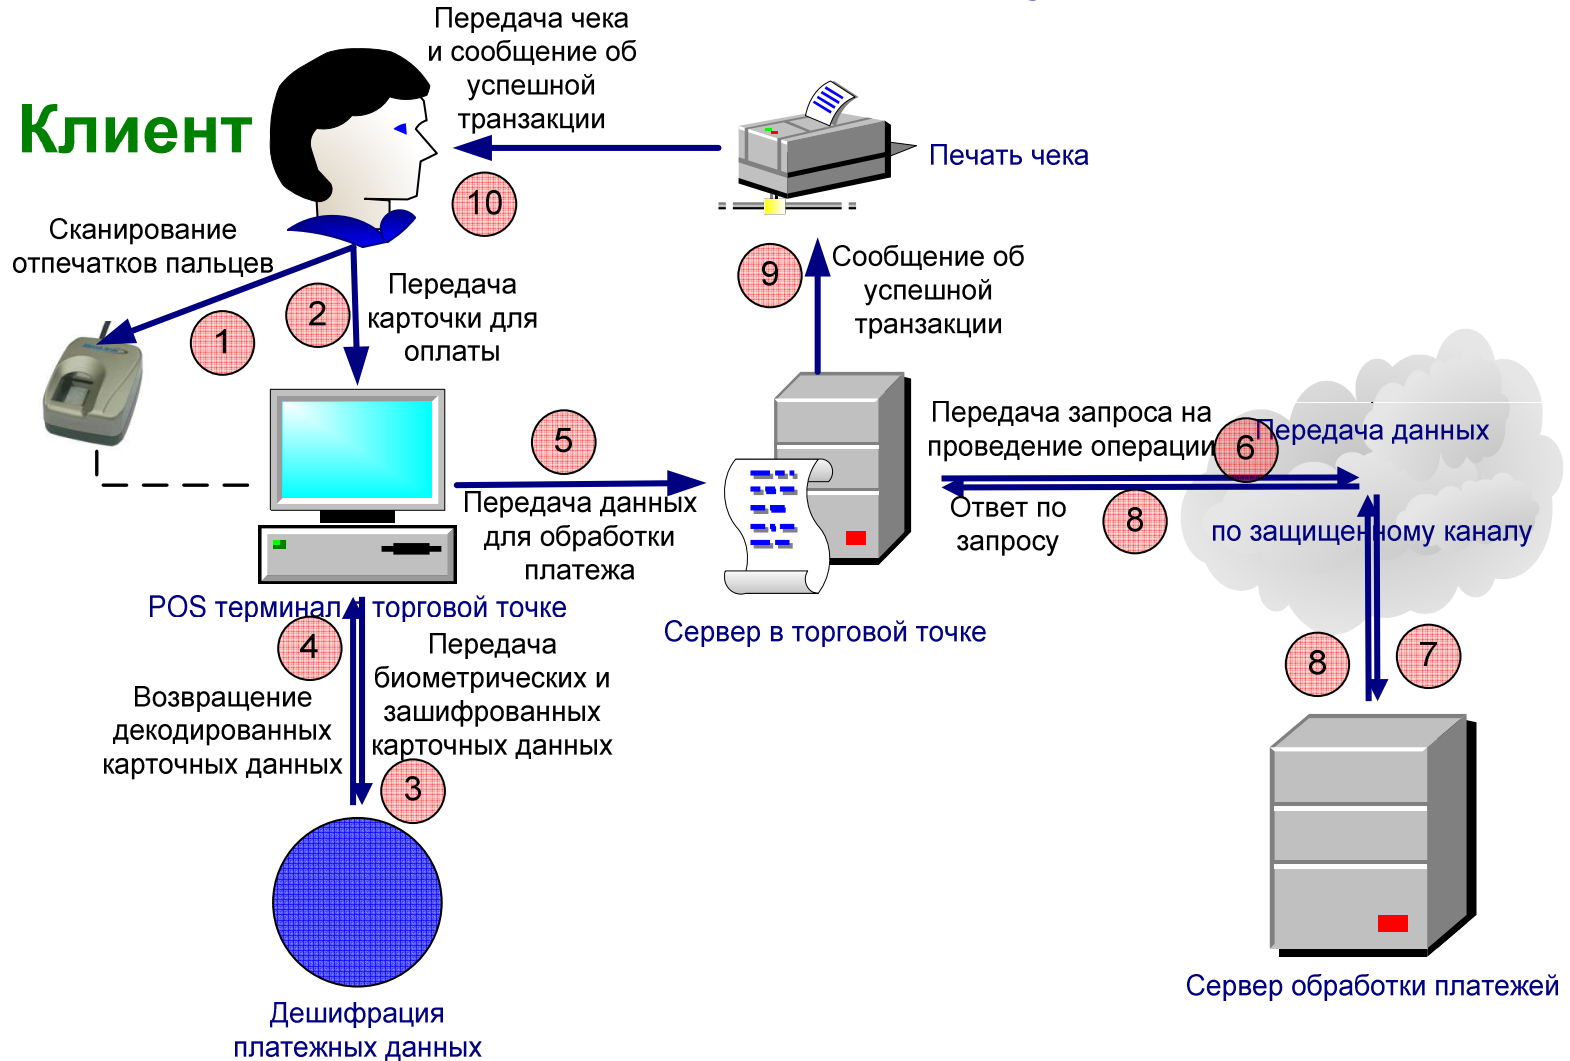 Передача чека
и сообщение об
успешной
транзакции
Клиент
Печать чека
10
Сканирование
отпечатков пальцев
1
2
Передача
карточки для
оплаты
9
Сообщение об
успешной
транзакции
5
Передача данных
для обработки
платежа
Передача запроса на
проведение операции
6
Передача данных
по защищенному каналу
Ответ по
запросу
8
POS терминал в торговой точке
Сервер в торговой точке
4
Возвращение
декодированных
карточных данных
Передача
биометрических и
зашифрованных
карточных данных
3
8
7
Дешифрация
платежных данных
Сервер обработки платежей